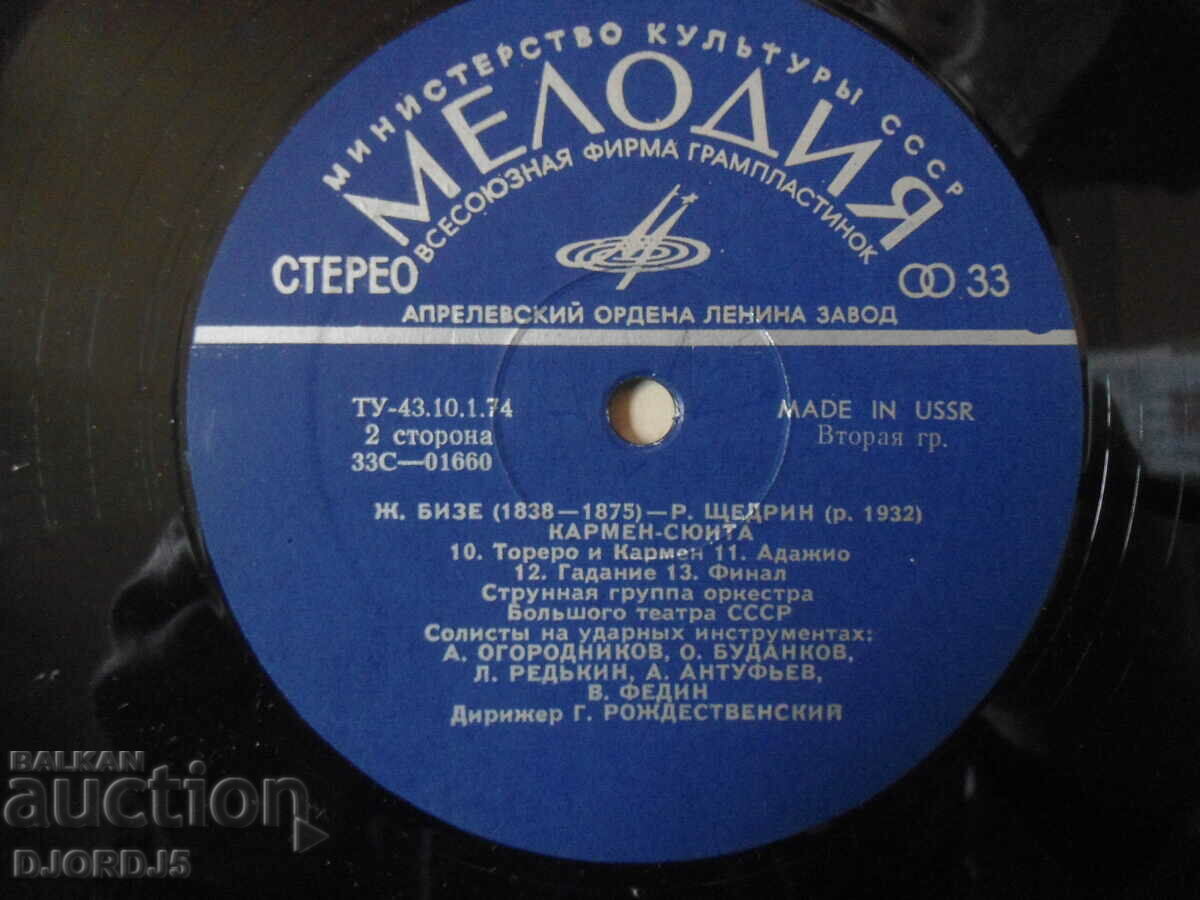 МИНИСТЕРСТВО КУЛЬТУРЫ СССР
МЕЛОДИЯ
ВСЕСОЮЗНАЯ ФИРМА ГРАМПЛАСТИНОК
СТЕРЕО
33
АПРЕЛЕВСКИЙ ОРДЕНА ЛЕНИНА ЗАВОД
ТУ-43.10.1.74
2 сторона
33С—01660
MADE IN USSR
Вторая гр.
Ж. БИЗЕ (1838—1875)—Р. ЩЕДРИН (р. 1932)
КАРМЕН-СЮИТА
10. Тореро и Кармен 11. Адажио
12. Гадание 13. Финал
Струнная группа оркестра
Большого театра СССР
Солисты на ударных инструментах:
А. ОГОРОДНИКОВ, О. БУДАНКОВ,
Л. РЕДЬКИН, А. АНТУФЬЕВ,
В. ФЕДИН
Дирижер Г. РОЖДЕСТВЕНСКИЙ
BALKAN
auction
DJORDJ5